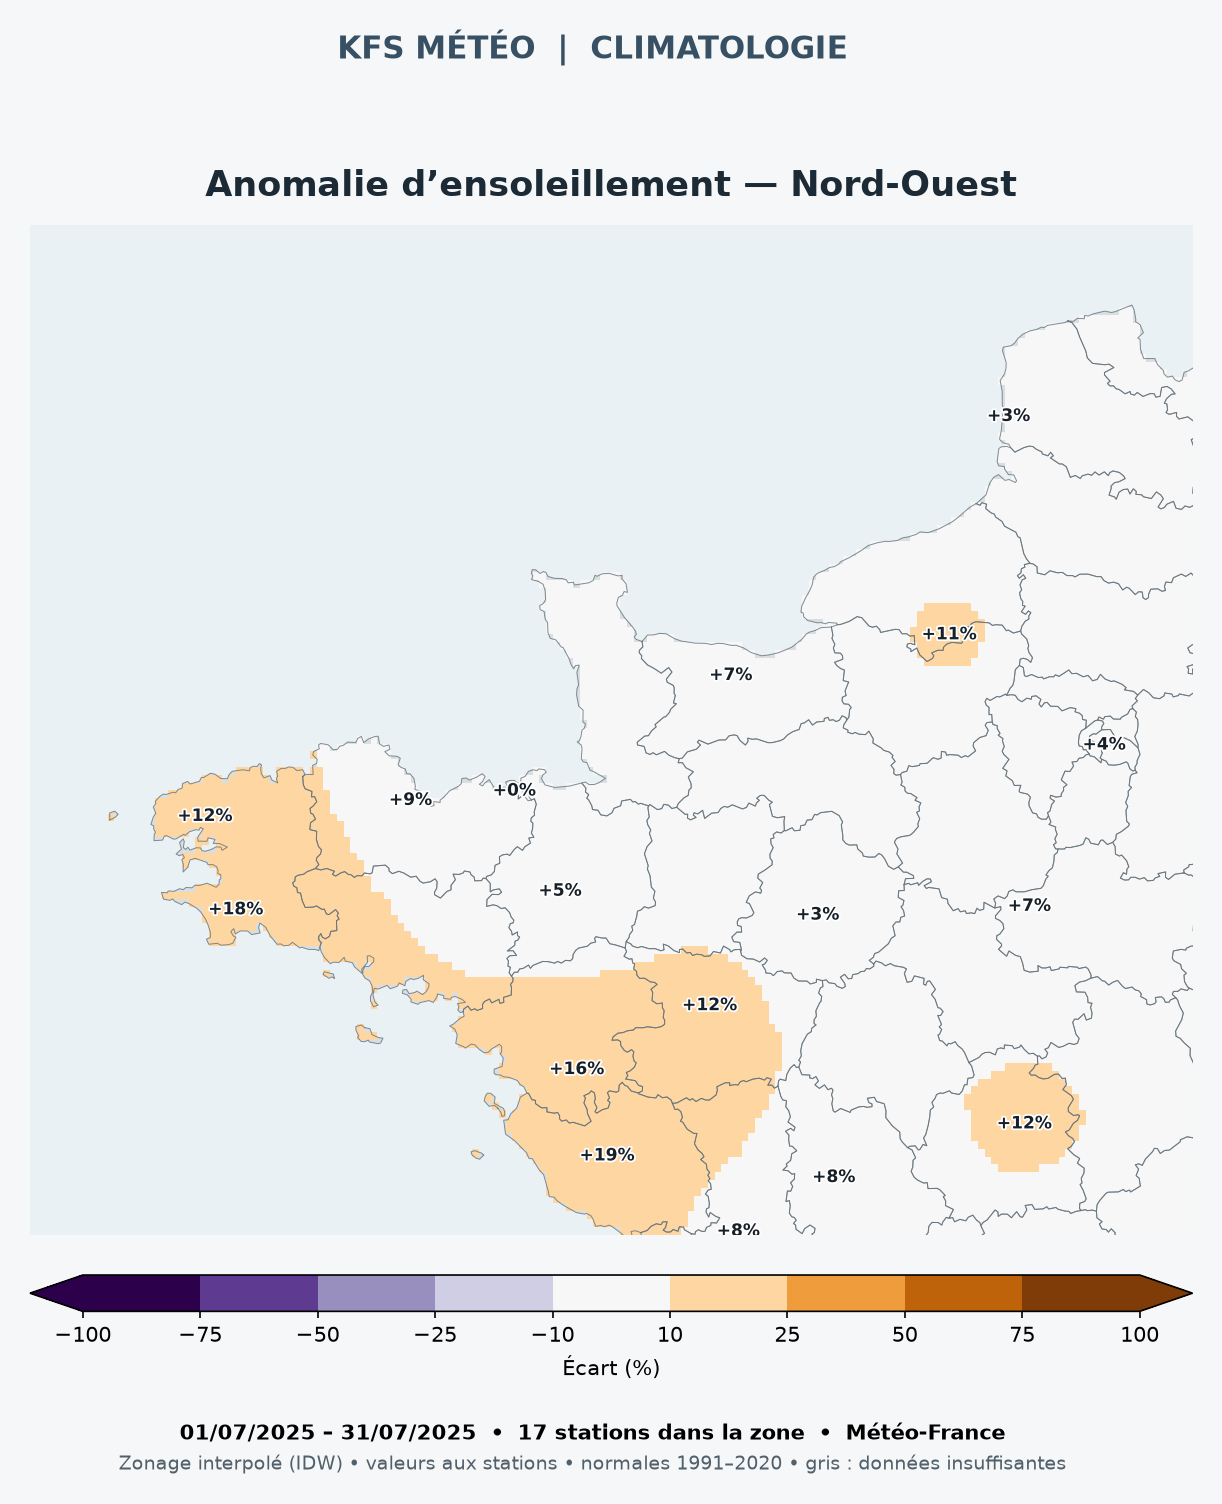 KFS MÉTÉO | CLIMATOLOGIE
Anomalie d’ensoleillement — Nord-Ouest
+3%
+11%
+7%
+4%
+9%
+0%
+12%
+5%
+18%
+3%
+7%
+12%
+16%
+12%
+19%
+8%
+8%
−100 −75 −50 −25 −10 10 25 50 75 100
Écart (%)
01/07/2025 – 31/07/2025 • 17 stations dans la zone • Météo-France
Zonage interpolé (IDW) • valeurs aux stations • normales 1991–2020 • gris : données insuffisantes